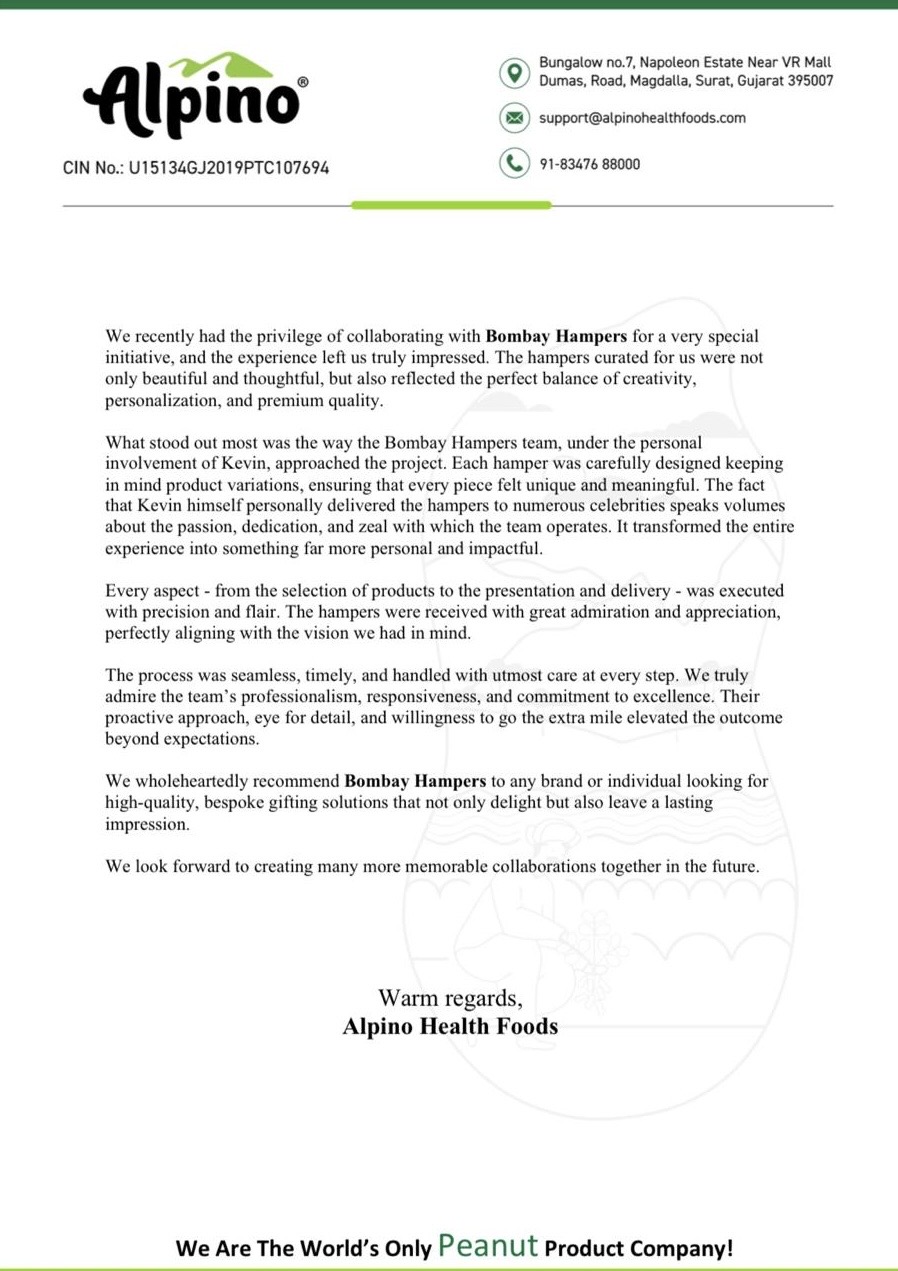 Alpino®
CIN No.: U15134GJ2019PTC107694
Bungalow no.7, Napoleon Estate Near VR Mall
Dumas, Road, Magdalla, Surat, Gujarat 395007
support@alpinohealthfoods.com
91-83476 88000
We recently had the privilege of collaborating with Bombay Hampers for a very special
initiative, and the experience left us truly impressed. The hampers curated for us were not
only beautiful and thoughtful, but also reflected the perfect balance of creativity,
personalization, and premium quality.
What stood out most was the way the Bombay Hampers team, under the personal
involvement of Kevin, approached the project. Each hamper was carefully designed keeping
in mind product variations, ensuring that every piece felt unique and meaningful. The fact
that Kevin himself personally delivered the hampers to numerous celebrities speaks volumes
about the passion, dedication, and zeal with which the team operates. It transformed the entire
experience into something far more personal and impactful.
Every aspect - from the selection of products to the presentation and delivery - was executed
with precision and flair. The hampers were received with great admiration and appreciation,
perfectly aligning with the vision we had in mind.
The process was seamless, timely, and handled with utmost care at every step. We truly
admire the team’s professionalism, responsiveness, and commitment to excellence. Their
proactive approach, eye for detail, and willingness to go the extra mile elevated the outcome
beyond expectations.
We wholeheartedly recommend Bombay Hampers to any brand or individual looking for
high-quality, bespoke gifting solutions that not only delight but also leave a lasting
impression.
We look forward to creating many more memorable collaborations together in the future.
Warm regards,
Alpino Health Foods
We Are The World’s Only Peanut Product Company!